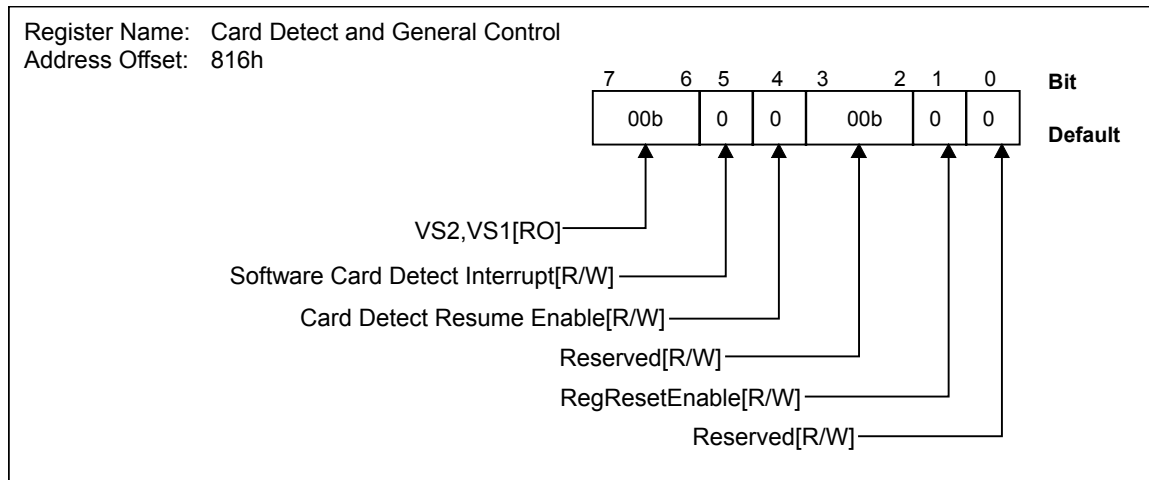 Register Name: Card Detect and General Control
Address Offset: 816h
7 6 5 4 3 2 1 0 Bit
00b 0 0 00b 0 0 Default
VS2,VS1[RO]
Software Card Detect Interrupt[R/W]
Card Detect Resume Enable[R/W]
Reserved[R/W]
RegResetEnable[R/W]
Reserved[R/W]